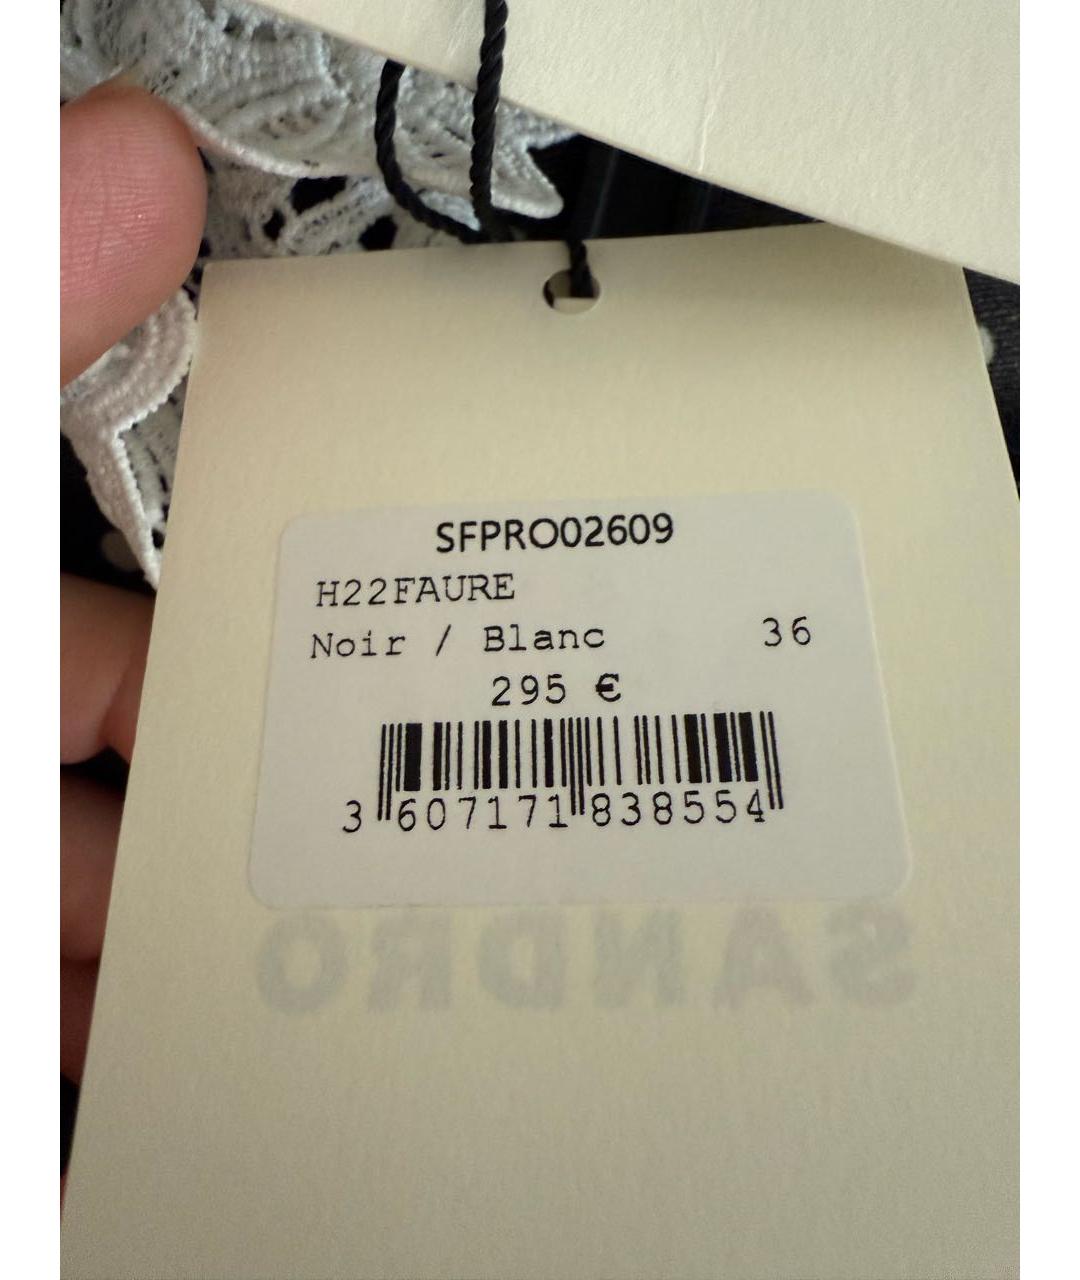 SFPRO02609
H22FAURE
Noir / Blanc 36
295 €
3 607171 838554
SANDRO